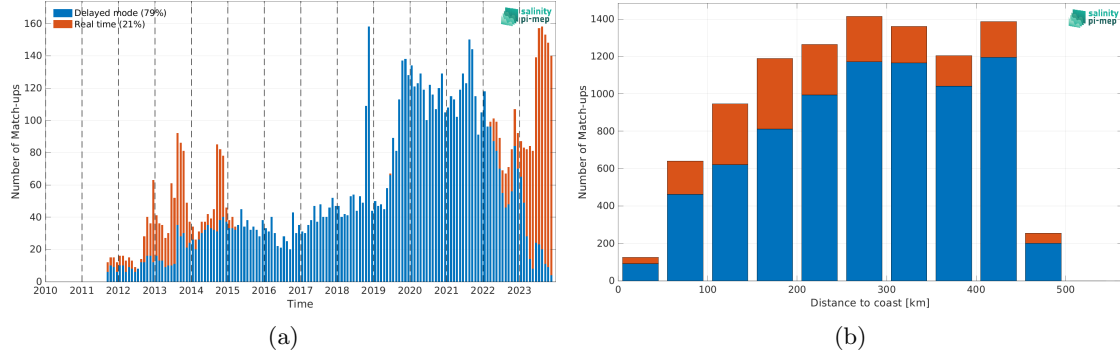 Delayed mode (79%)
Real time (21%)
salinity
pi-mep
Number of Match-ups
160
140
120
100
80
60
40
20
0
2010 2011 2012 2013 2014 2015 2016 2017 2018 2019 2020 2021 2022 2023
Time
(a)
salinity
pi-mep
Number of Match-ups
1400
1200
1000
800
600
400
200
0
0 100 200 300 400 500
Distance to coast [km]
(b)